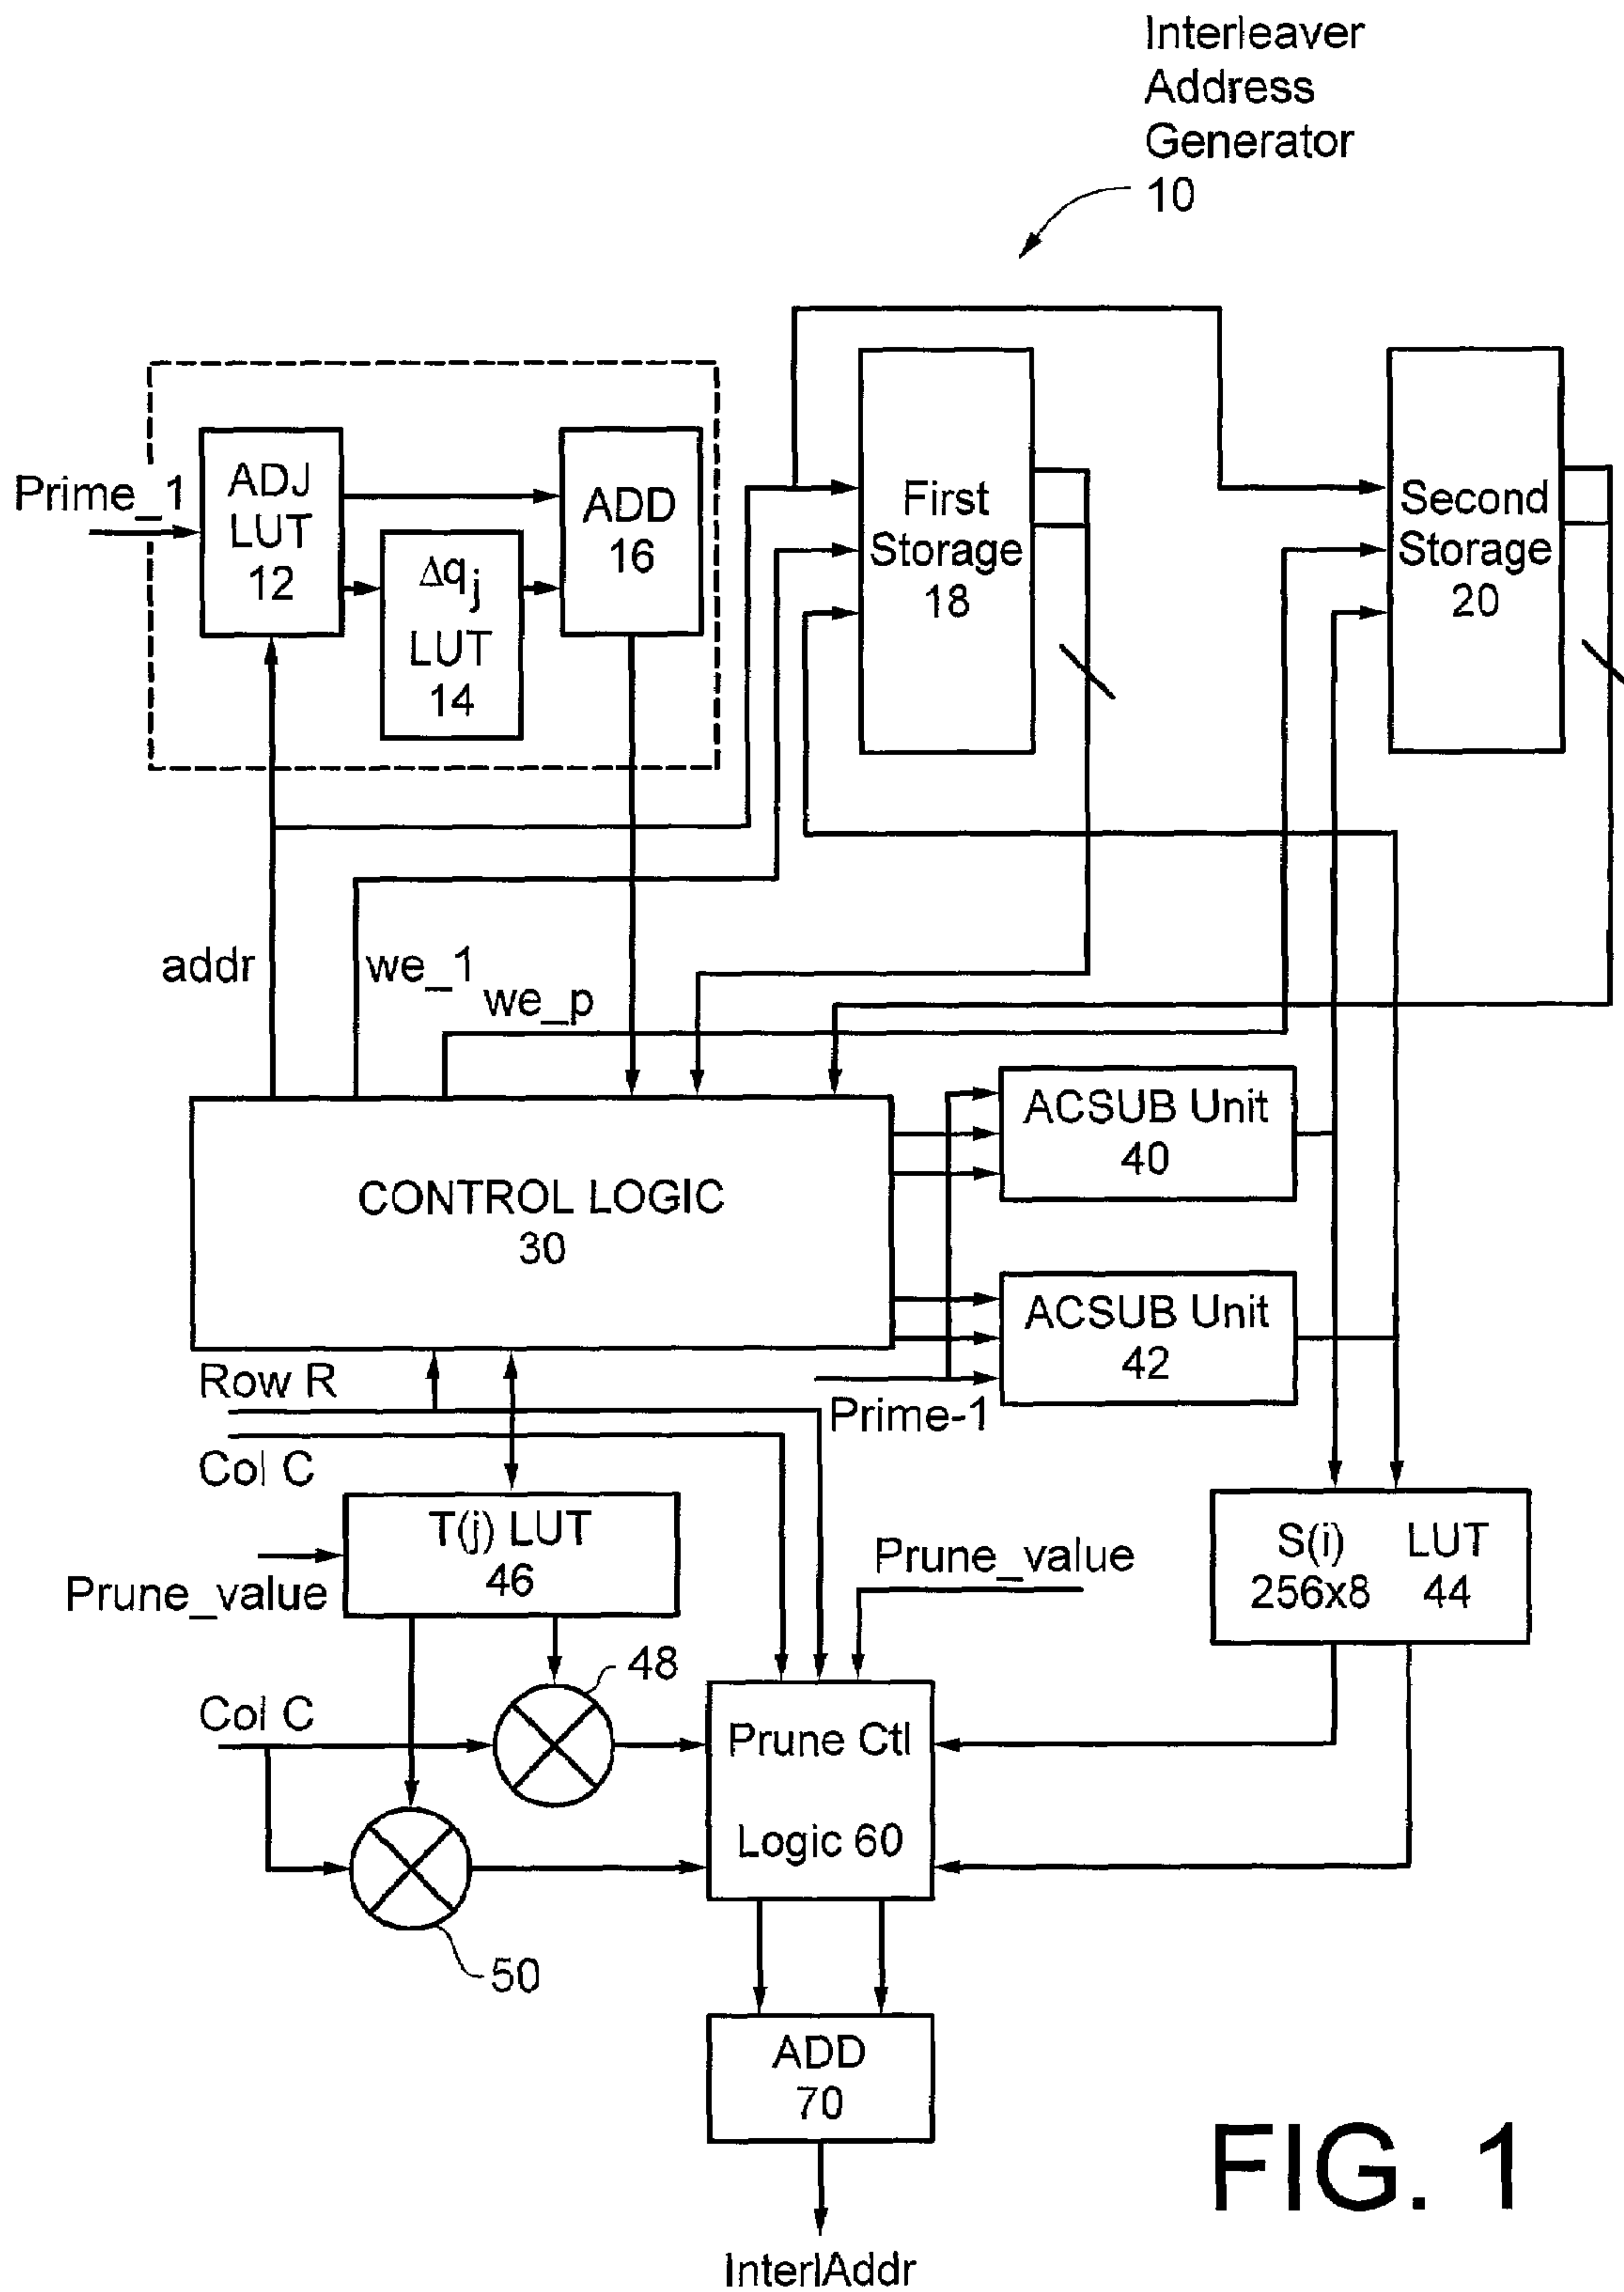 Interleaver
Address
Generator
10
Prime_1
ADJ
LUT
12
Δqj
LUT
14
ADD
16
First
Storage
18
Second
Storage
20
addr
we_1
we_p
CONTROL LOGIC
30
ACSUB Unit
40
ACSUB Unit
42
Row R
Col C
Prime-1
T(j) LUT
46
Prune_value
Prune_value
S(i) LUT
256x8 44
48
Col C
Prune Ctl
Logic 60
50
ADD
70
InterlAddr
FIG. 1